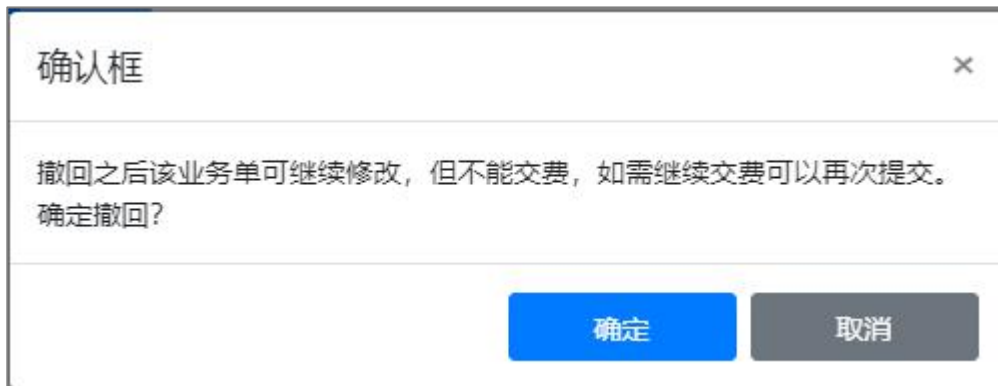 确认框
×
撤回之后该业务单可继续修改，但不能交费，如需继续交费可以再次提交。
确定撤回？
确定
取消